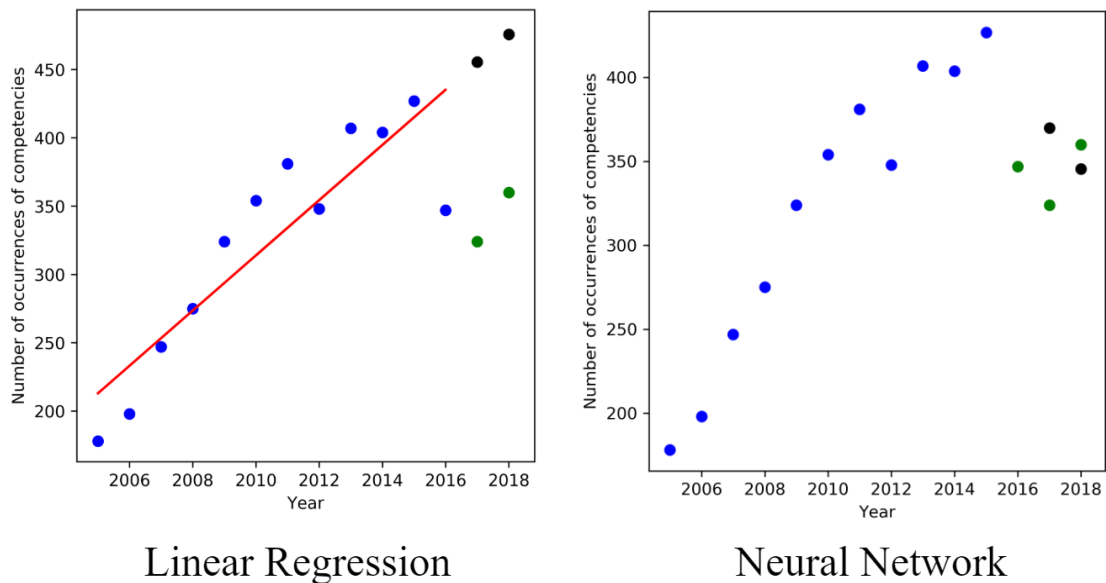 Number of occurrences of competencies
450
400
350
300
250
200
2006 2008 2010 2012 2014 2016 2018
Year
Linear Regression
Number of occurrences of competencies
400
350
300
250
200
2006 2008 2010 2012 2014 2016 2018
Year
Neural Network